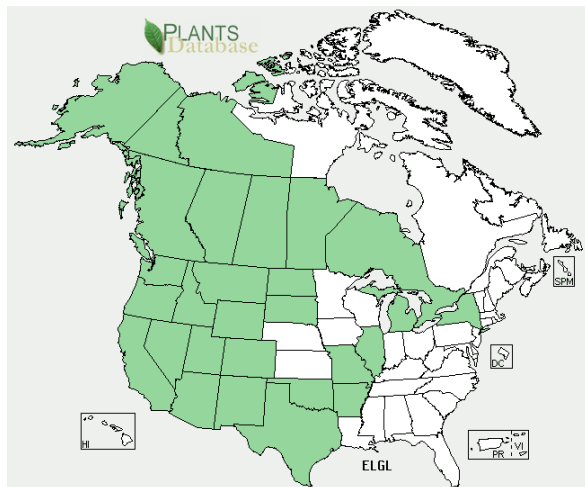 PLANTS
Database
SPM
DC
HI
PR
VI
ELGL